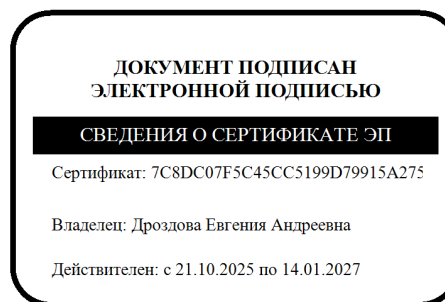 ДОКУМЕНТ ПОДПИСАН
ЭЛЕКТРОННОЙ ПОДПИСЬЮ
СВЕДЕНИЯ О СЕРТИФИКАТЕ ЭП
Сертификат: 7C8DC07F5C45CC5199D79915A275
Владелец: Дроздова Евгения Андреевна
Действителен: с 21.10.2025 по 14.01.2027